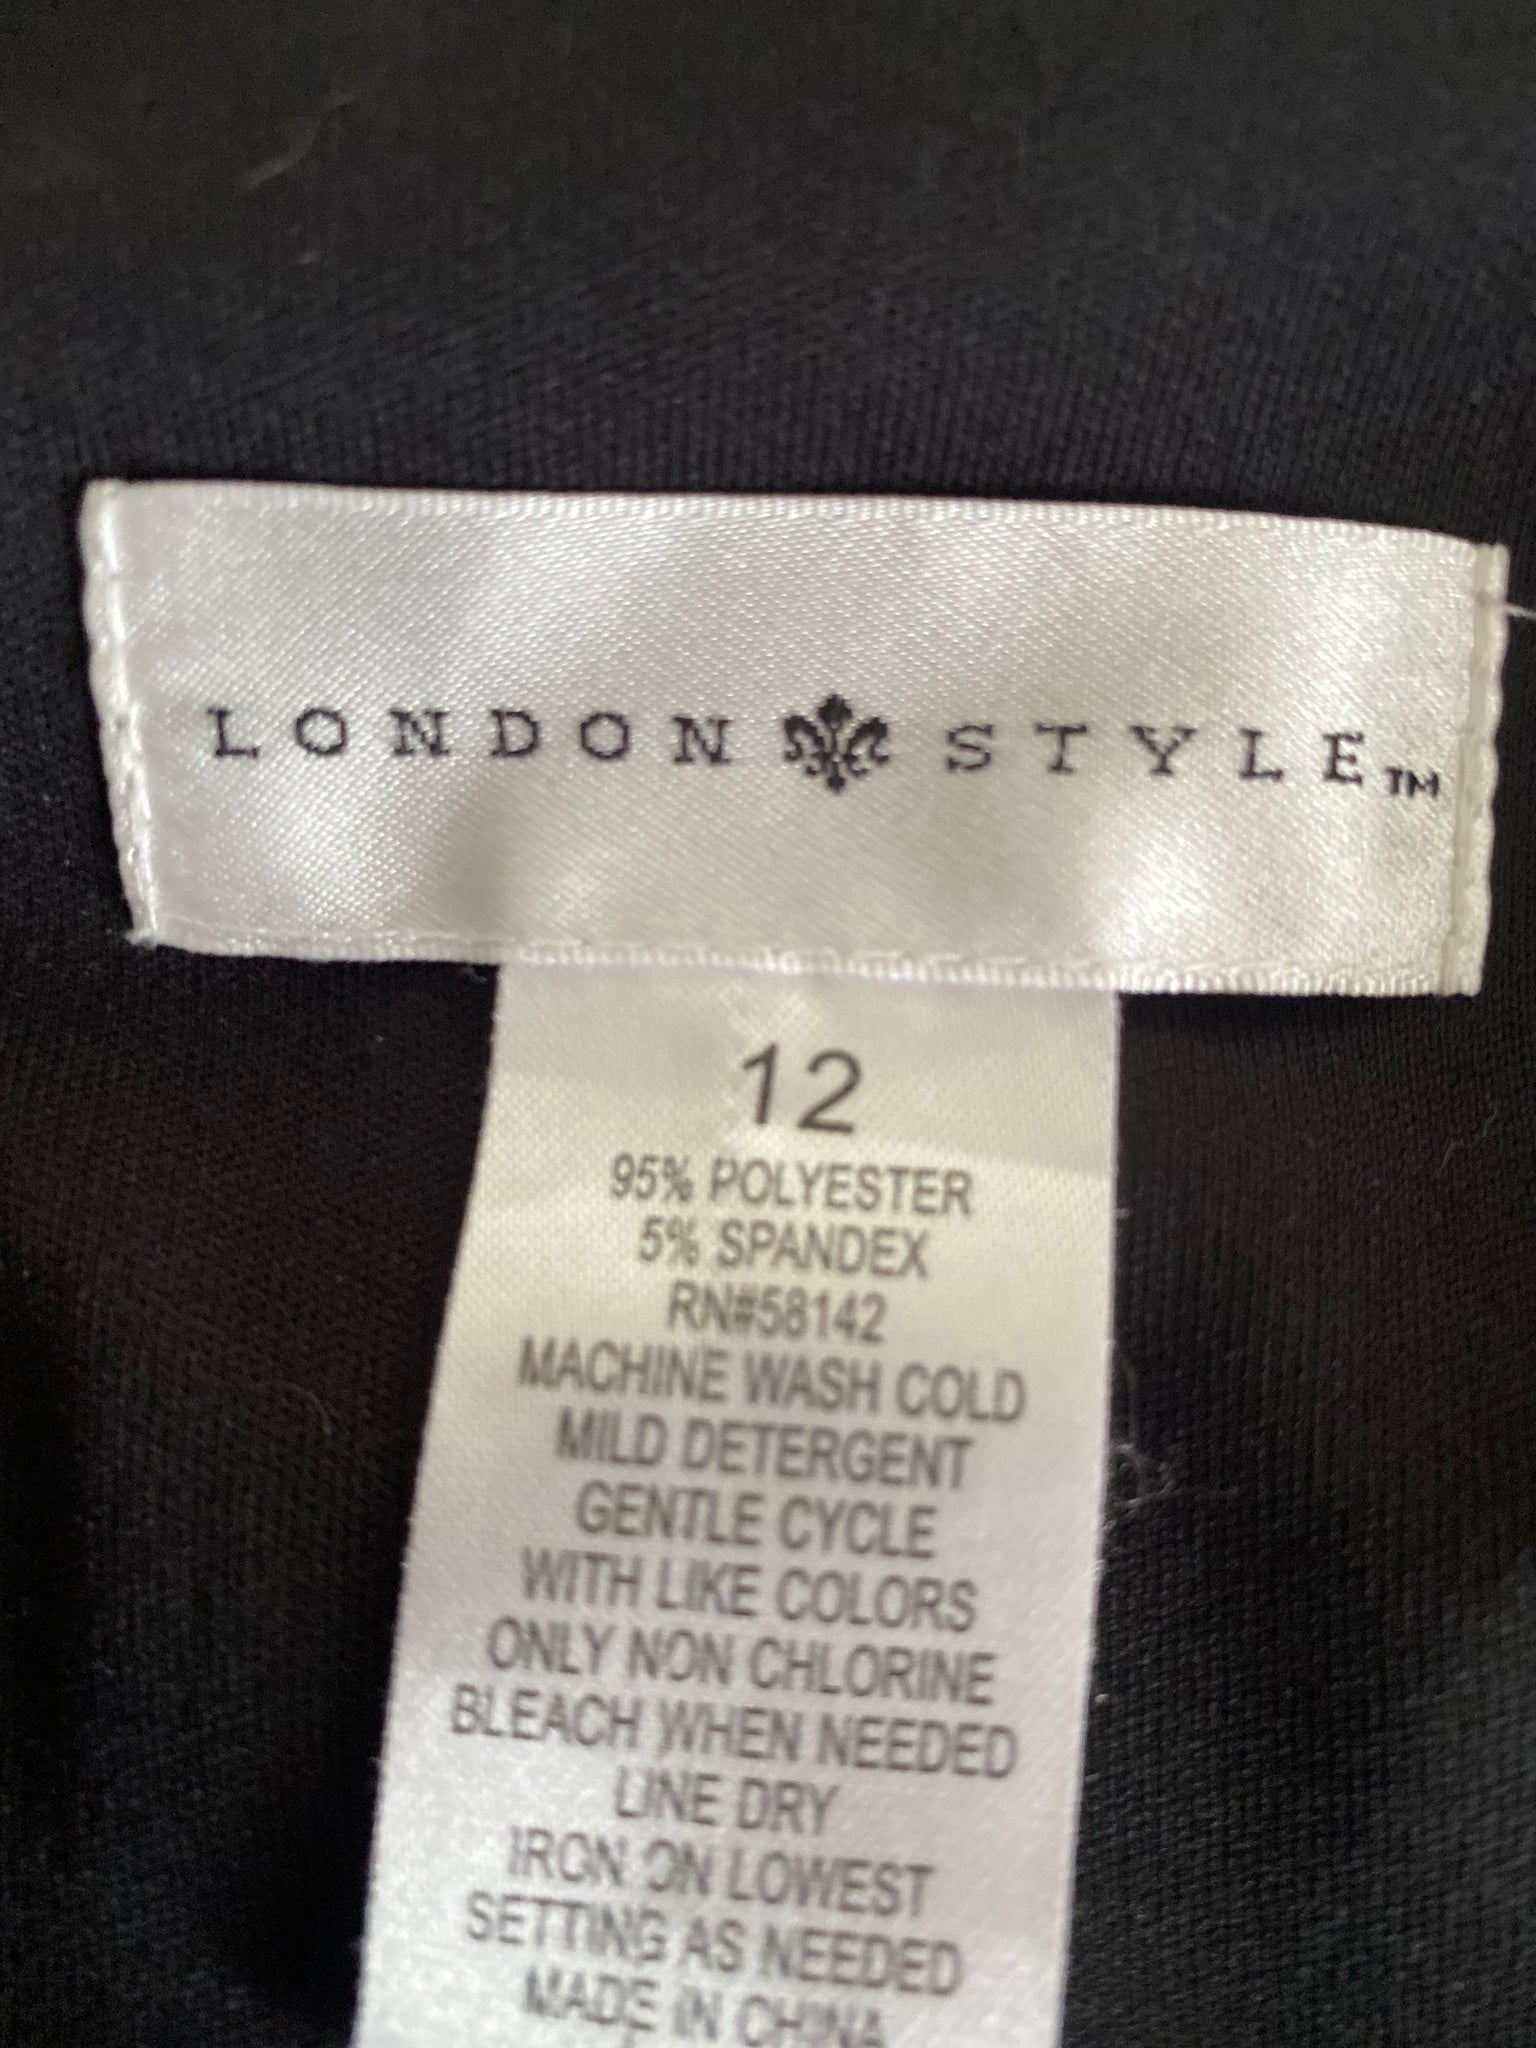 LONDON STYLE™
12
95% POLYESTER
5% SPANDEX
RN#58142
MACHINE WASH COLD
MILD DETERGENT
GENTLE CYCLE
WITH LIKE COLORS
ONLY NON CHLORINE
BLEACH WHEN NEEDED
LINE DRY
IRON ON LOWEST
SETTING AS NEEDED
MADE IN CHINA